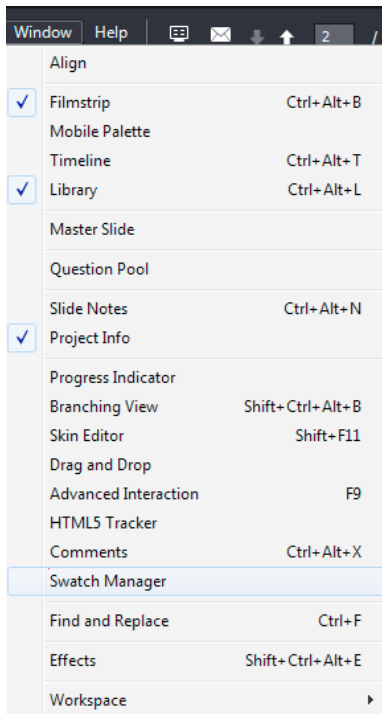 Window Help 2 /
Align
Filmstrip Ctrl+Alt+B
Mobile Palette
Timeline Ctrl+Alt+T
Library Ctrl+Alt+L
Master Slide
Question Pool
Slide Notes Ctrl+Alt+N
Project Info
Progress Indicator
Branching View Shift+Ctrl+Alt+B
Skin Editor Shift+F11
Drag and Drop
Advanced Interaction F9
HTML5 Tracker
Comments Ctrl+Alt+X
Swatch Manager
Find and Replace Ctrl+F
Effects Shift+Ctrl+Alt+E
Workspace